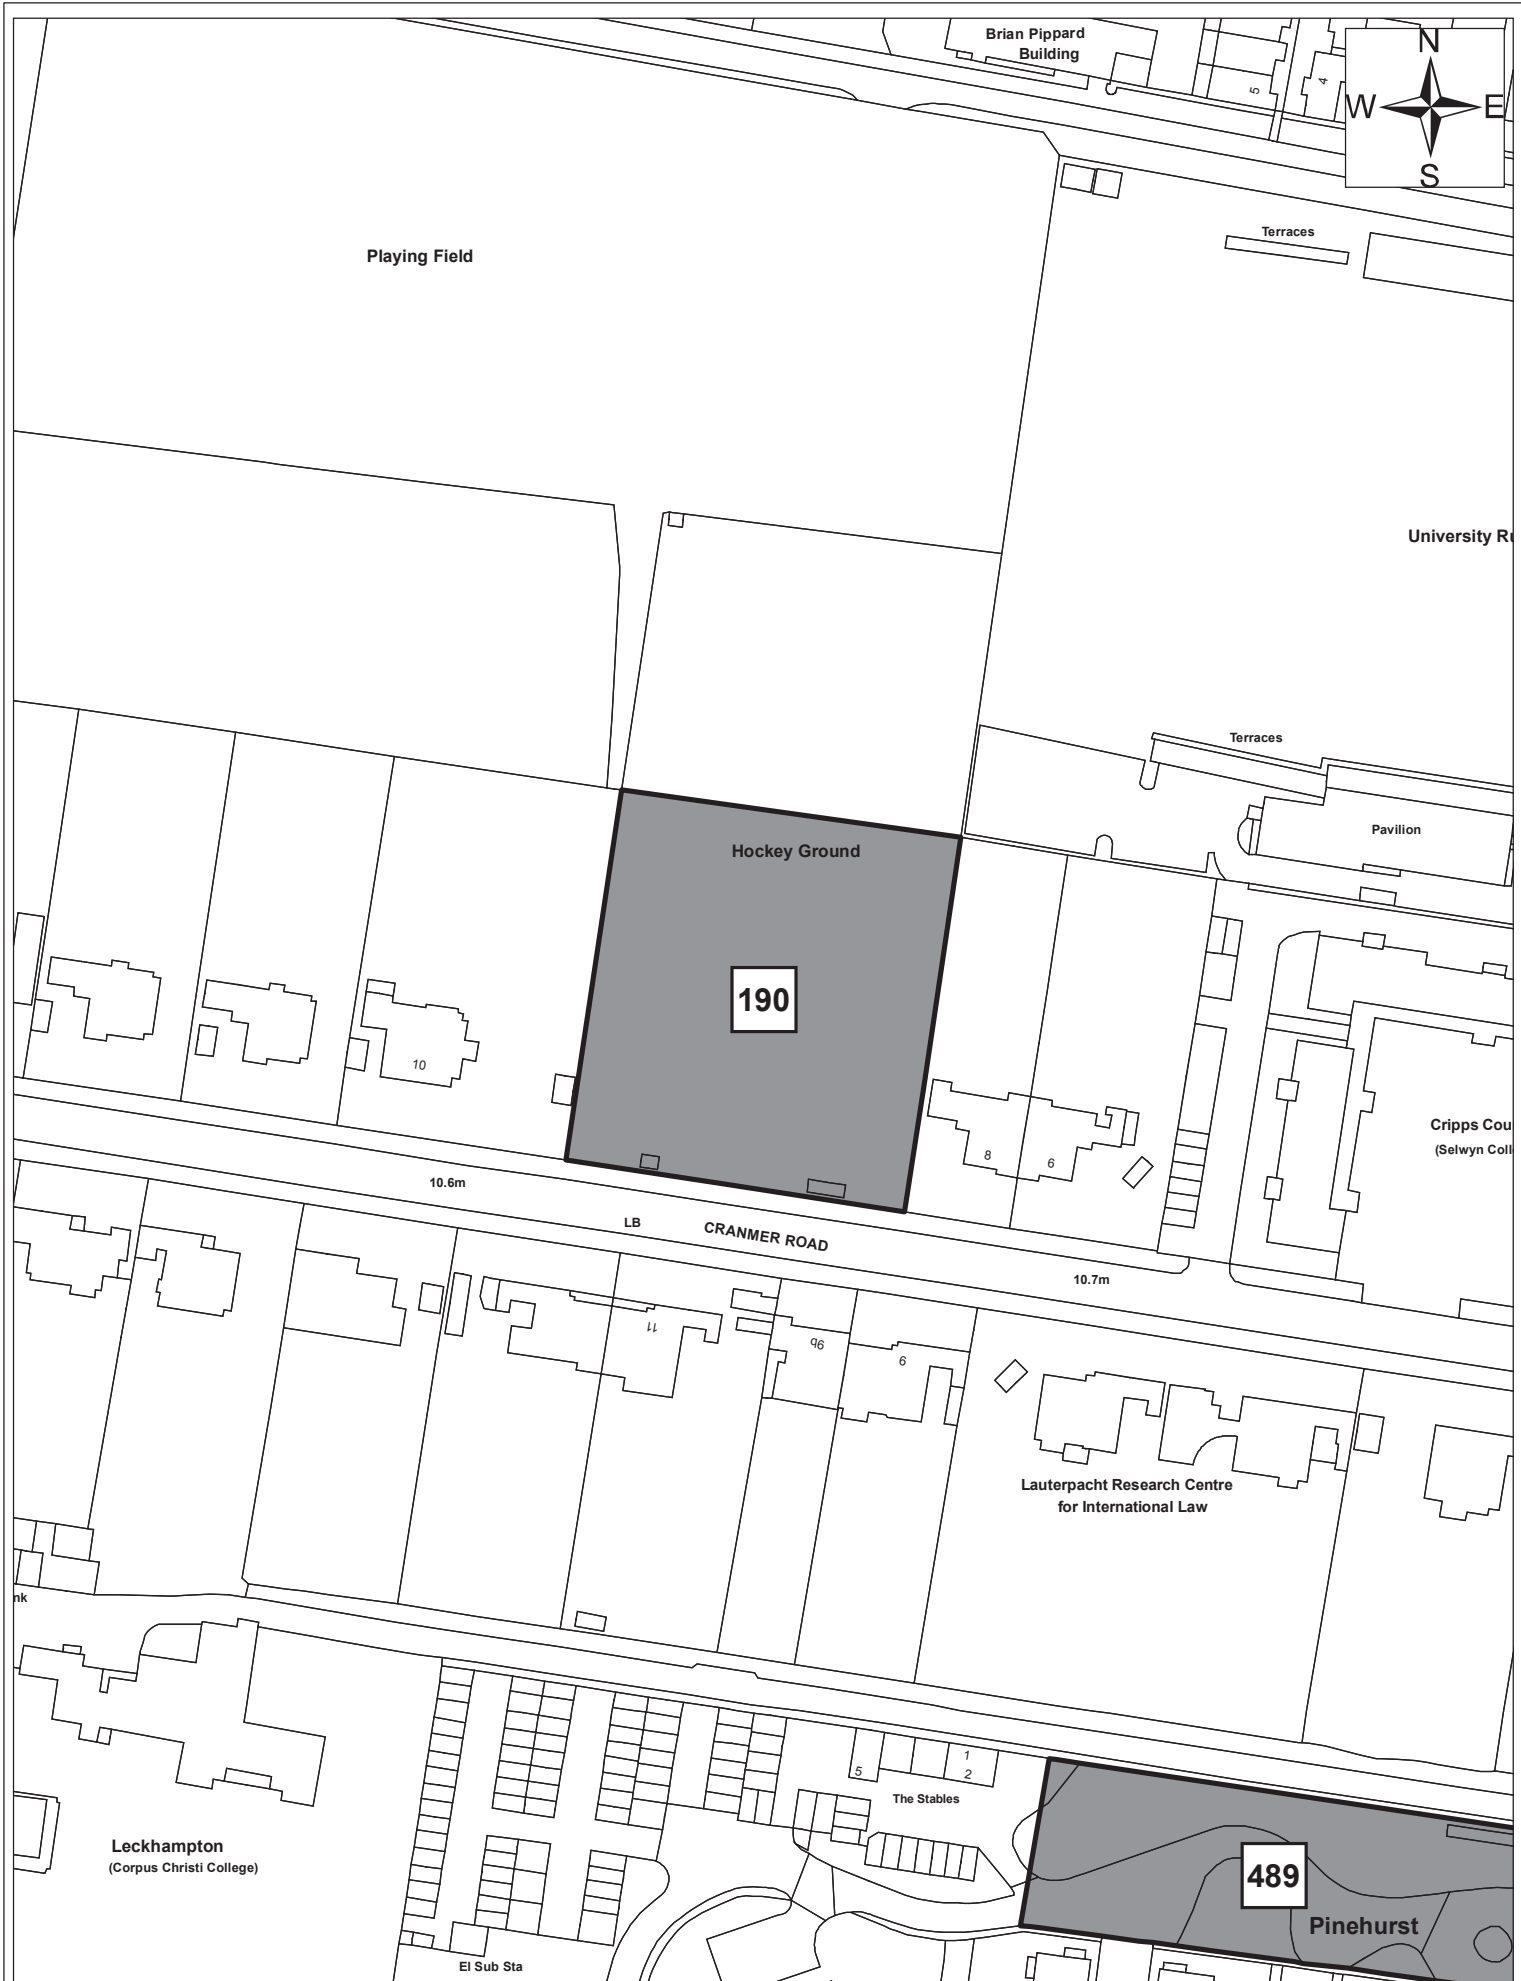 Brian Pippard
Building
N
W
E
S
5
4
Playing Field
Terraces
University Ru
Terraces
Pavilion
Hockey Ground
190
10
8
6
Cripps Cou
(Selwyn Coll
10.6m
LB
CRANMER ROAD
10.7m
11
9b
9
Lauterpacht Research Centre
for International Law
nk
1
2
5
The Stables
Leckhampton
(Corpus Christi College)
489
Pinehurst
El Sub Sta